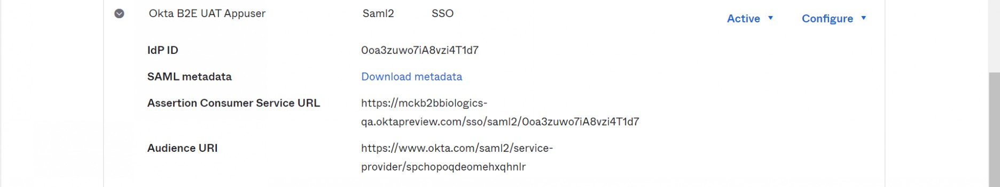 Okta B2E UAT Appuser Saml2 SSO Active Configure
IdP ID 0oa3zuwo7iA8vzi4T1d7
SAML metadata Download metadata
Assertion Consumer Service URL https://mckb2bbiologics-
qa.oktapreview.com/sso/saml2/0oa3zuwo7iA8vzi4T1d7
Audience URI https://www.okta.com/saml2/service-
provider/spchopoqdeomehxqhnlr